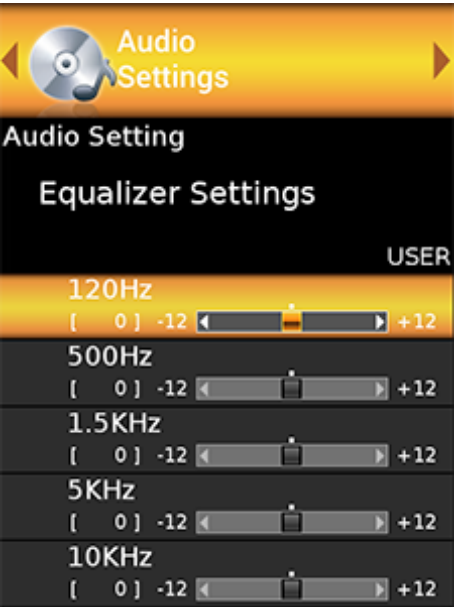 Audio
Settings
Audio Setting
Equalizer Settings
USER
120Hz
[ 0] -12 +12
500Hz
[ 0] -12 +12
1.5KHz
[ 0] -12 +12
5KHz
[ 0] -12 +12
10KHz
[ 0] -12 +12